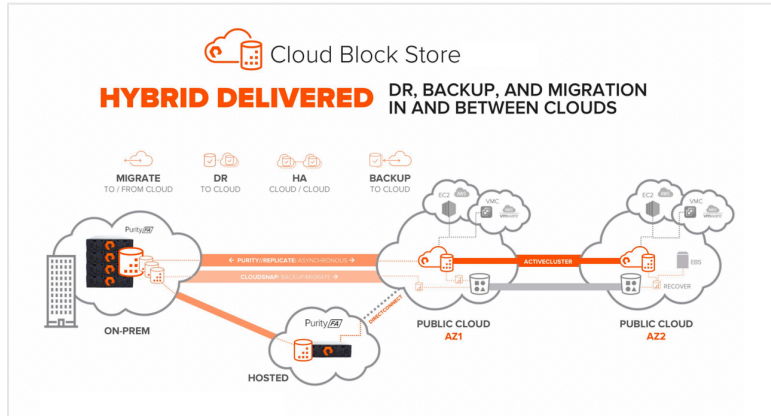 Cloud Block Store
HYBRID DELIVERED
DR, BACKUP, AND MIGRATION
IN AND BETWEEN CLOUDS
MIGRATE
TO / FROM CLOUD
DR
TO CLOUD
HA
CLOUD / CLOUD
BACKUP
TO CLOUD
EC2
VMC
EC2
VMC
Purity//FA
← PURITY//REPLICATE: ASYNCHRONOUS →
CLOUDSNAP: BACKUP/MIGRATE →
ACTIVECLUSTER
EBS
RECOVER
DIRECTCONNECT
ON-PREM
Purity//FA
HOSTED
PUBLIC CLOUD
AZ1
PUBLIC CLOUD
AZ2